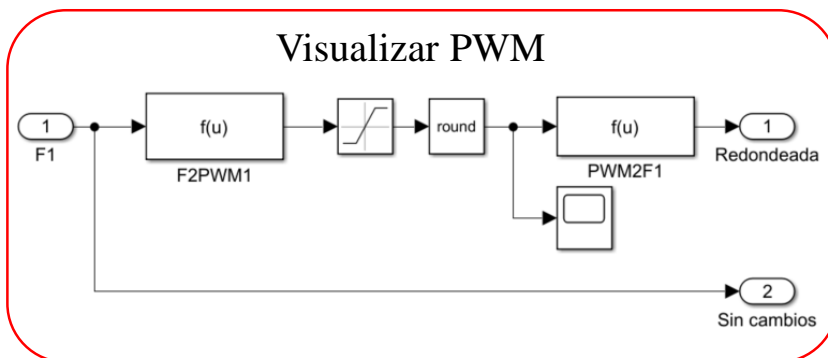 Visualizar PWM
1
F1
f(u)
F2PWM1
round
f(u)
PWM2F1
1
Redondeada
2
Sin cambios